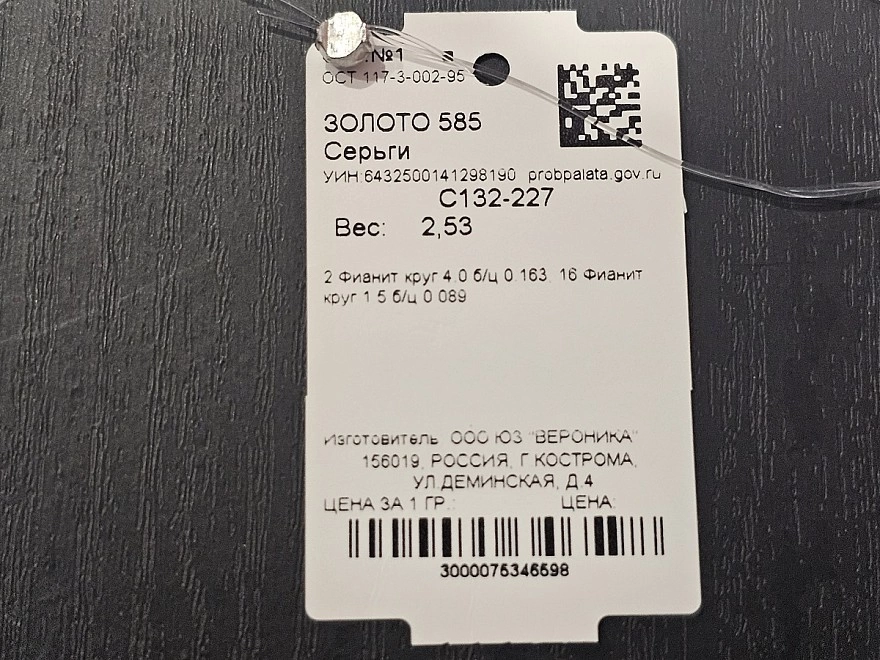 №1
ОСТ 117-3-002-95
ЗОЛОТО 585
Серьги
УИН:6432500141298190 probpalata.gov.ru
С132-227
Вес: 2,53
2 Фианит круг 4.0 б/ц 0.163, 16 Фианит
круг 1.5 б/ц 0.089
Изготовитель ООО ЮЗ "ВЕРОНИКА"
156019, РОССИЯ, Г.КОСТРОМА,
УЛ.ДЕМИНСКАЯ, Д.4
ЦЕНА ЗА 1 ГР.: ЦЕНА:
3000075346598